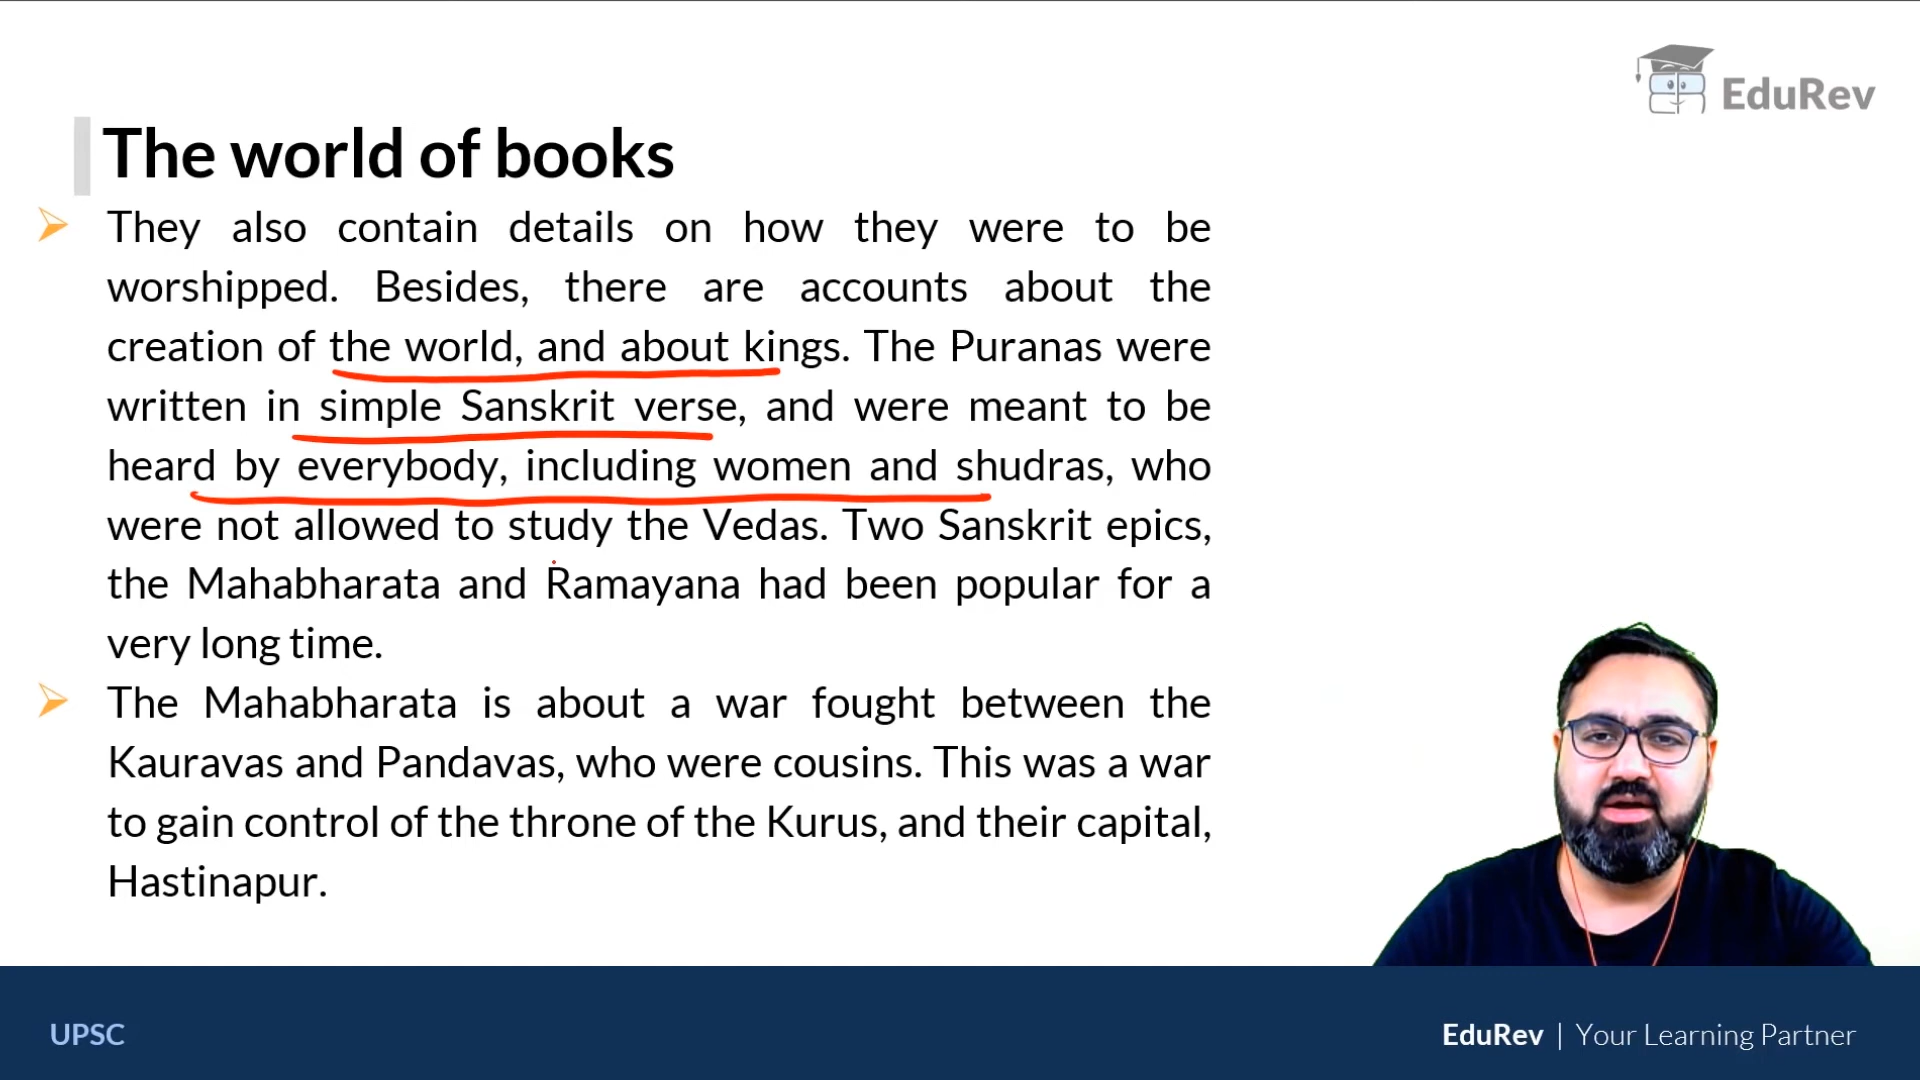 EduRev
The world of books
They also contain details on how they were to be
worshipped. Besides, there are accounts about the
creation of the world, and about kings. The Puranas were
written in simple Sanskrit verse, and were meant to be
heard by everybody, including women and shudras, who
were not allowed to study the Vedas. Two Sanskrit epics,
the Mahabharata and Ramayana had been popular for a
very long time.
The Mahabharata is about a war fought between the
Kauravas and Pandavas, who were cousins. This was a war
to gain control of the throne of the Kurus, and their capital,
Hastinapur.
UPSC
EduRev | Your Learning Partner